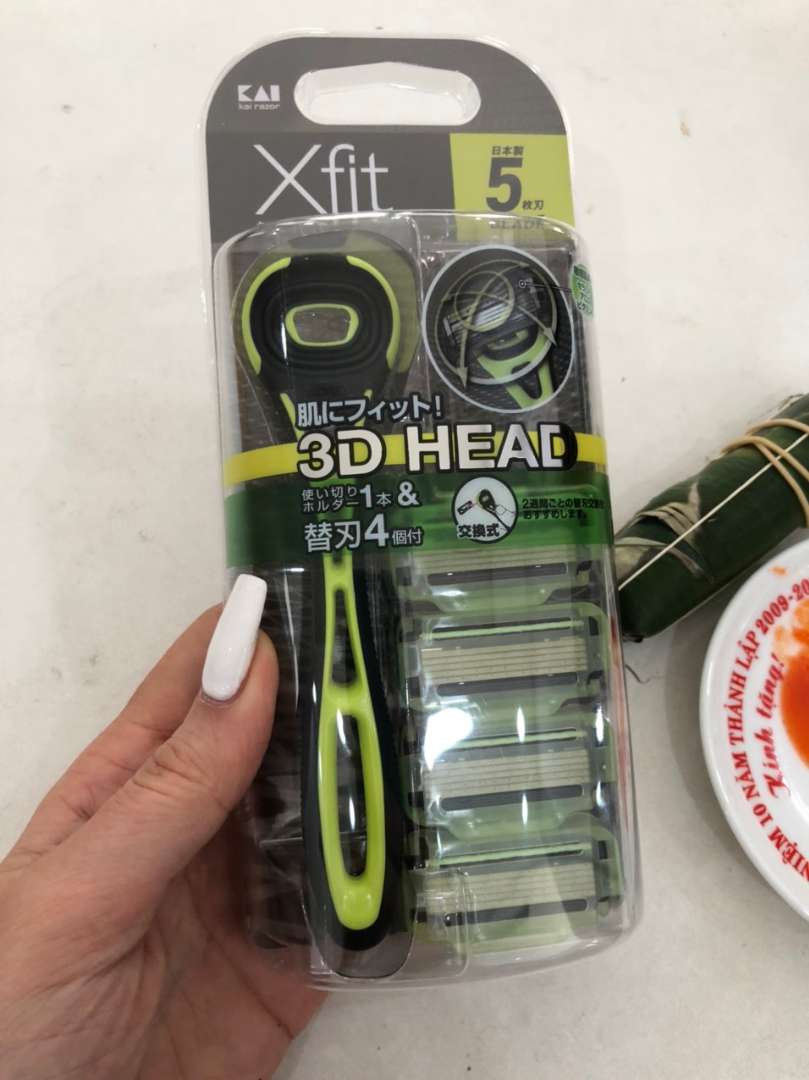 KAI
kai razor
Xfit
日本製
5枚刃
BLADE
肌にフィット!
3D HEAD
使い切り
ホルダー1本 &
替刃4個付
交換式
2週間ごとの替刃交換を
おすすめします。
NIỆM 10 NĂM THÀNH LẬP 2009-20
Kính tặng!